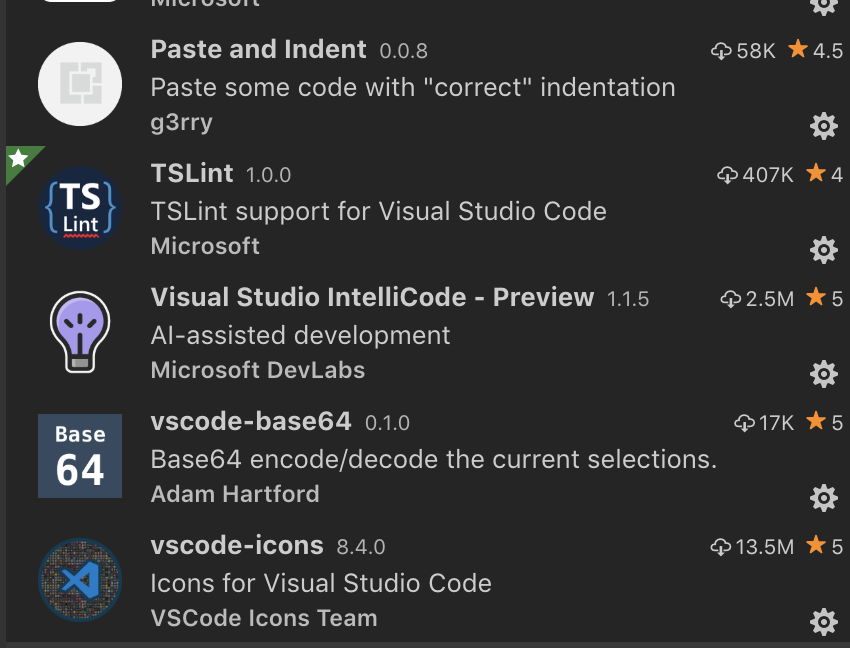 Microsoft
Paste and Indent 0.0.8 58K 4.5
Paste some code with "correct" indentation
g3rry
TS
Lint
TSLint 1.0.0 407K 4
TSLint support for Visual Studio Code
Microsoft
Visual Studio IntelliCode - Preview 1.1.5 2.5M 5
AI-assisted development
Microsoft DevLabs
Base
64
vscode-base64 0.1.0 17K 5
Base64 encode/decode the current selections.
Adam Hartford
vscode-icons 8.4.0 13.5M 5
Icons for Visual Studio Code
VSCode Icons Team